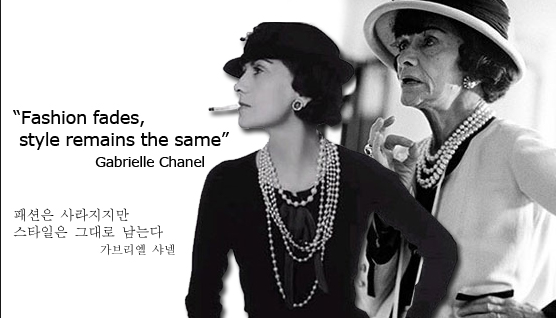 “Fashion fades,
style remains the same”
Gabrielle Chanel
패션은 사라지지만
스타일은 그대로 남는다
가브리엘 샤넬